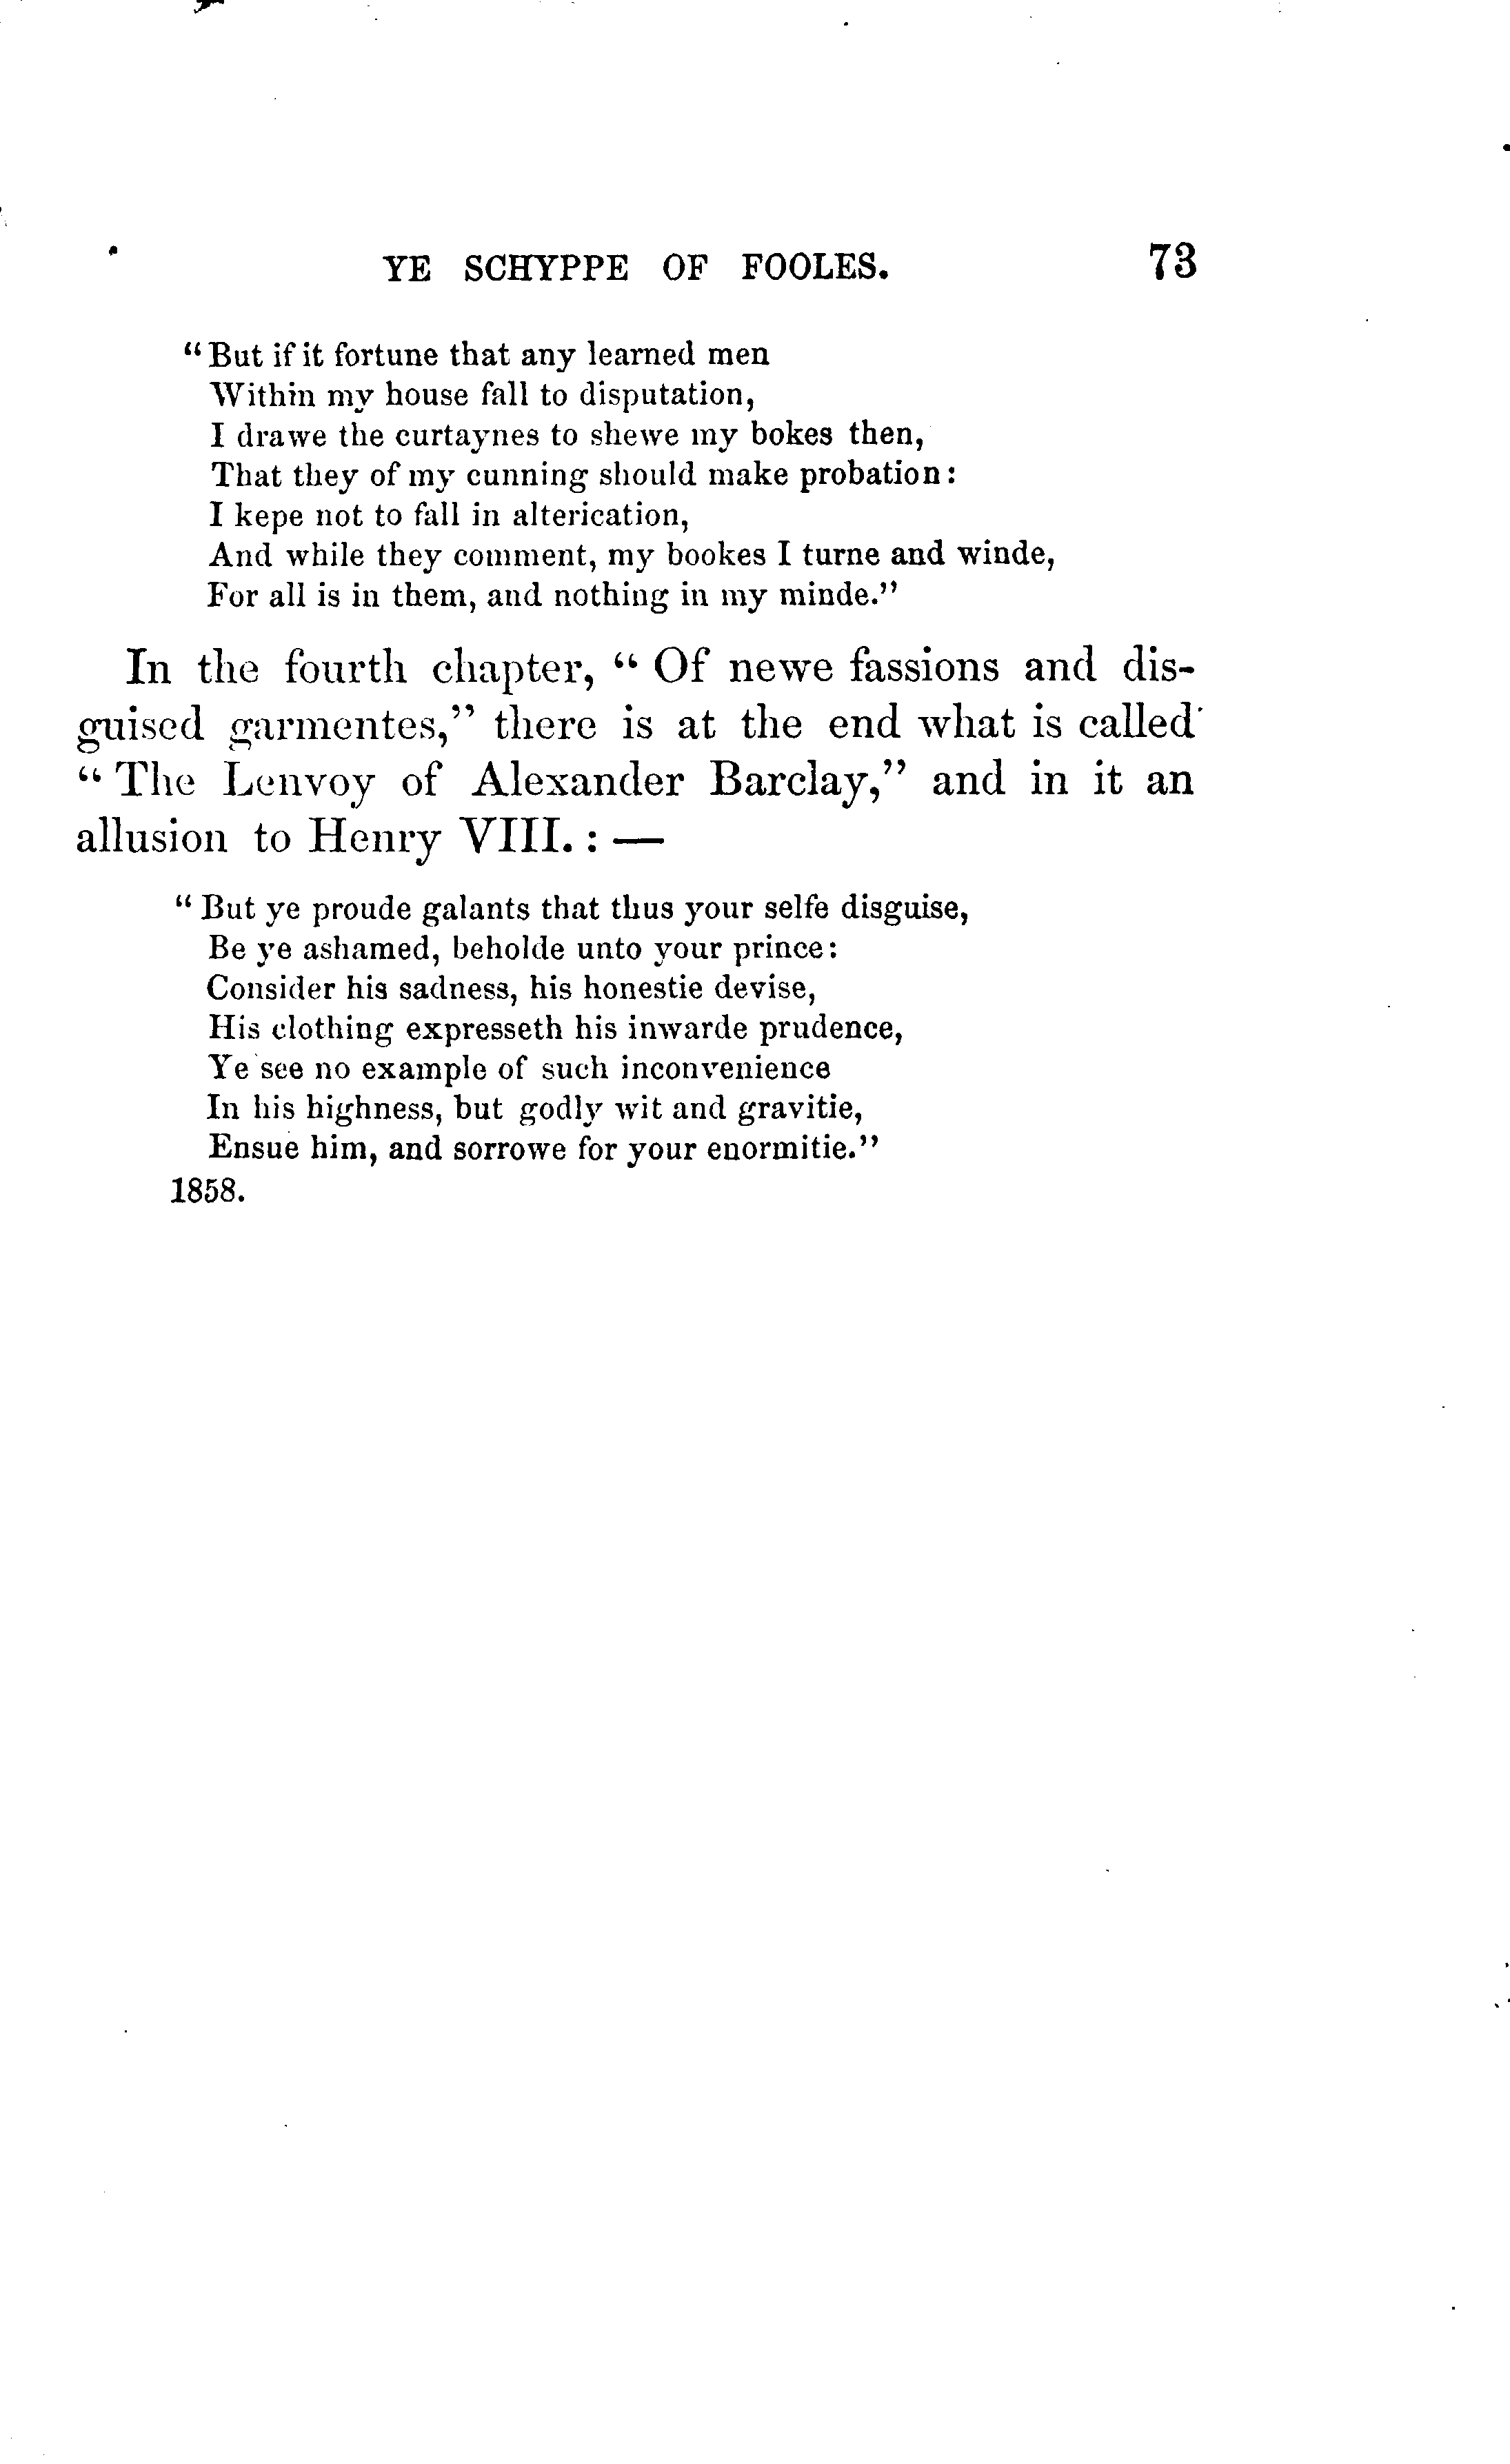 YE SCHYPPE OF FOOLES. 73
“But if it fortune that any learned men
Within my house fall to disputation,
I drawe the curtaynes to shewe my bokes then,
That they of my cunning should make probation:
I kepe not to fall in alterication,
And while they comment, my bookes I turne and winde,
For all is in them, and nothing in my minde.”
In the fourth chapter, “Of newe fassions and dis-
guised garmentes,” there is at the end what is called
“The Lenvoy of Alexander Barclay,” and in it an
allusion to Henry VIII.:—
“But ye proude galants that thus your selfe disguise,
Be ye ashamed, beholde unto your prince:
Consider his sadness, his honestie devise,
His clothing expresseth his inwarde prudence,
Ye see no example of such inconvenience
In his highness, but godly wit and gravitie,
Ensue him, and sorrowe for your enormitie.”
1858.